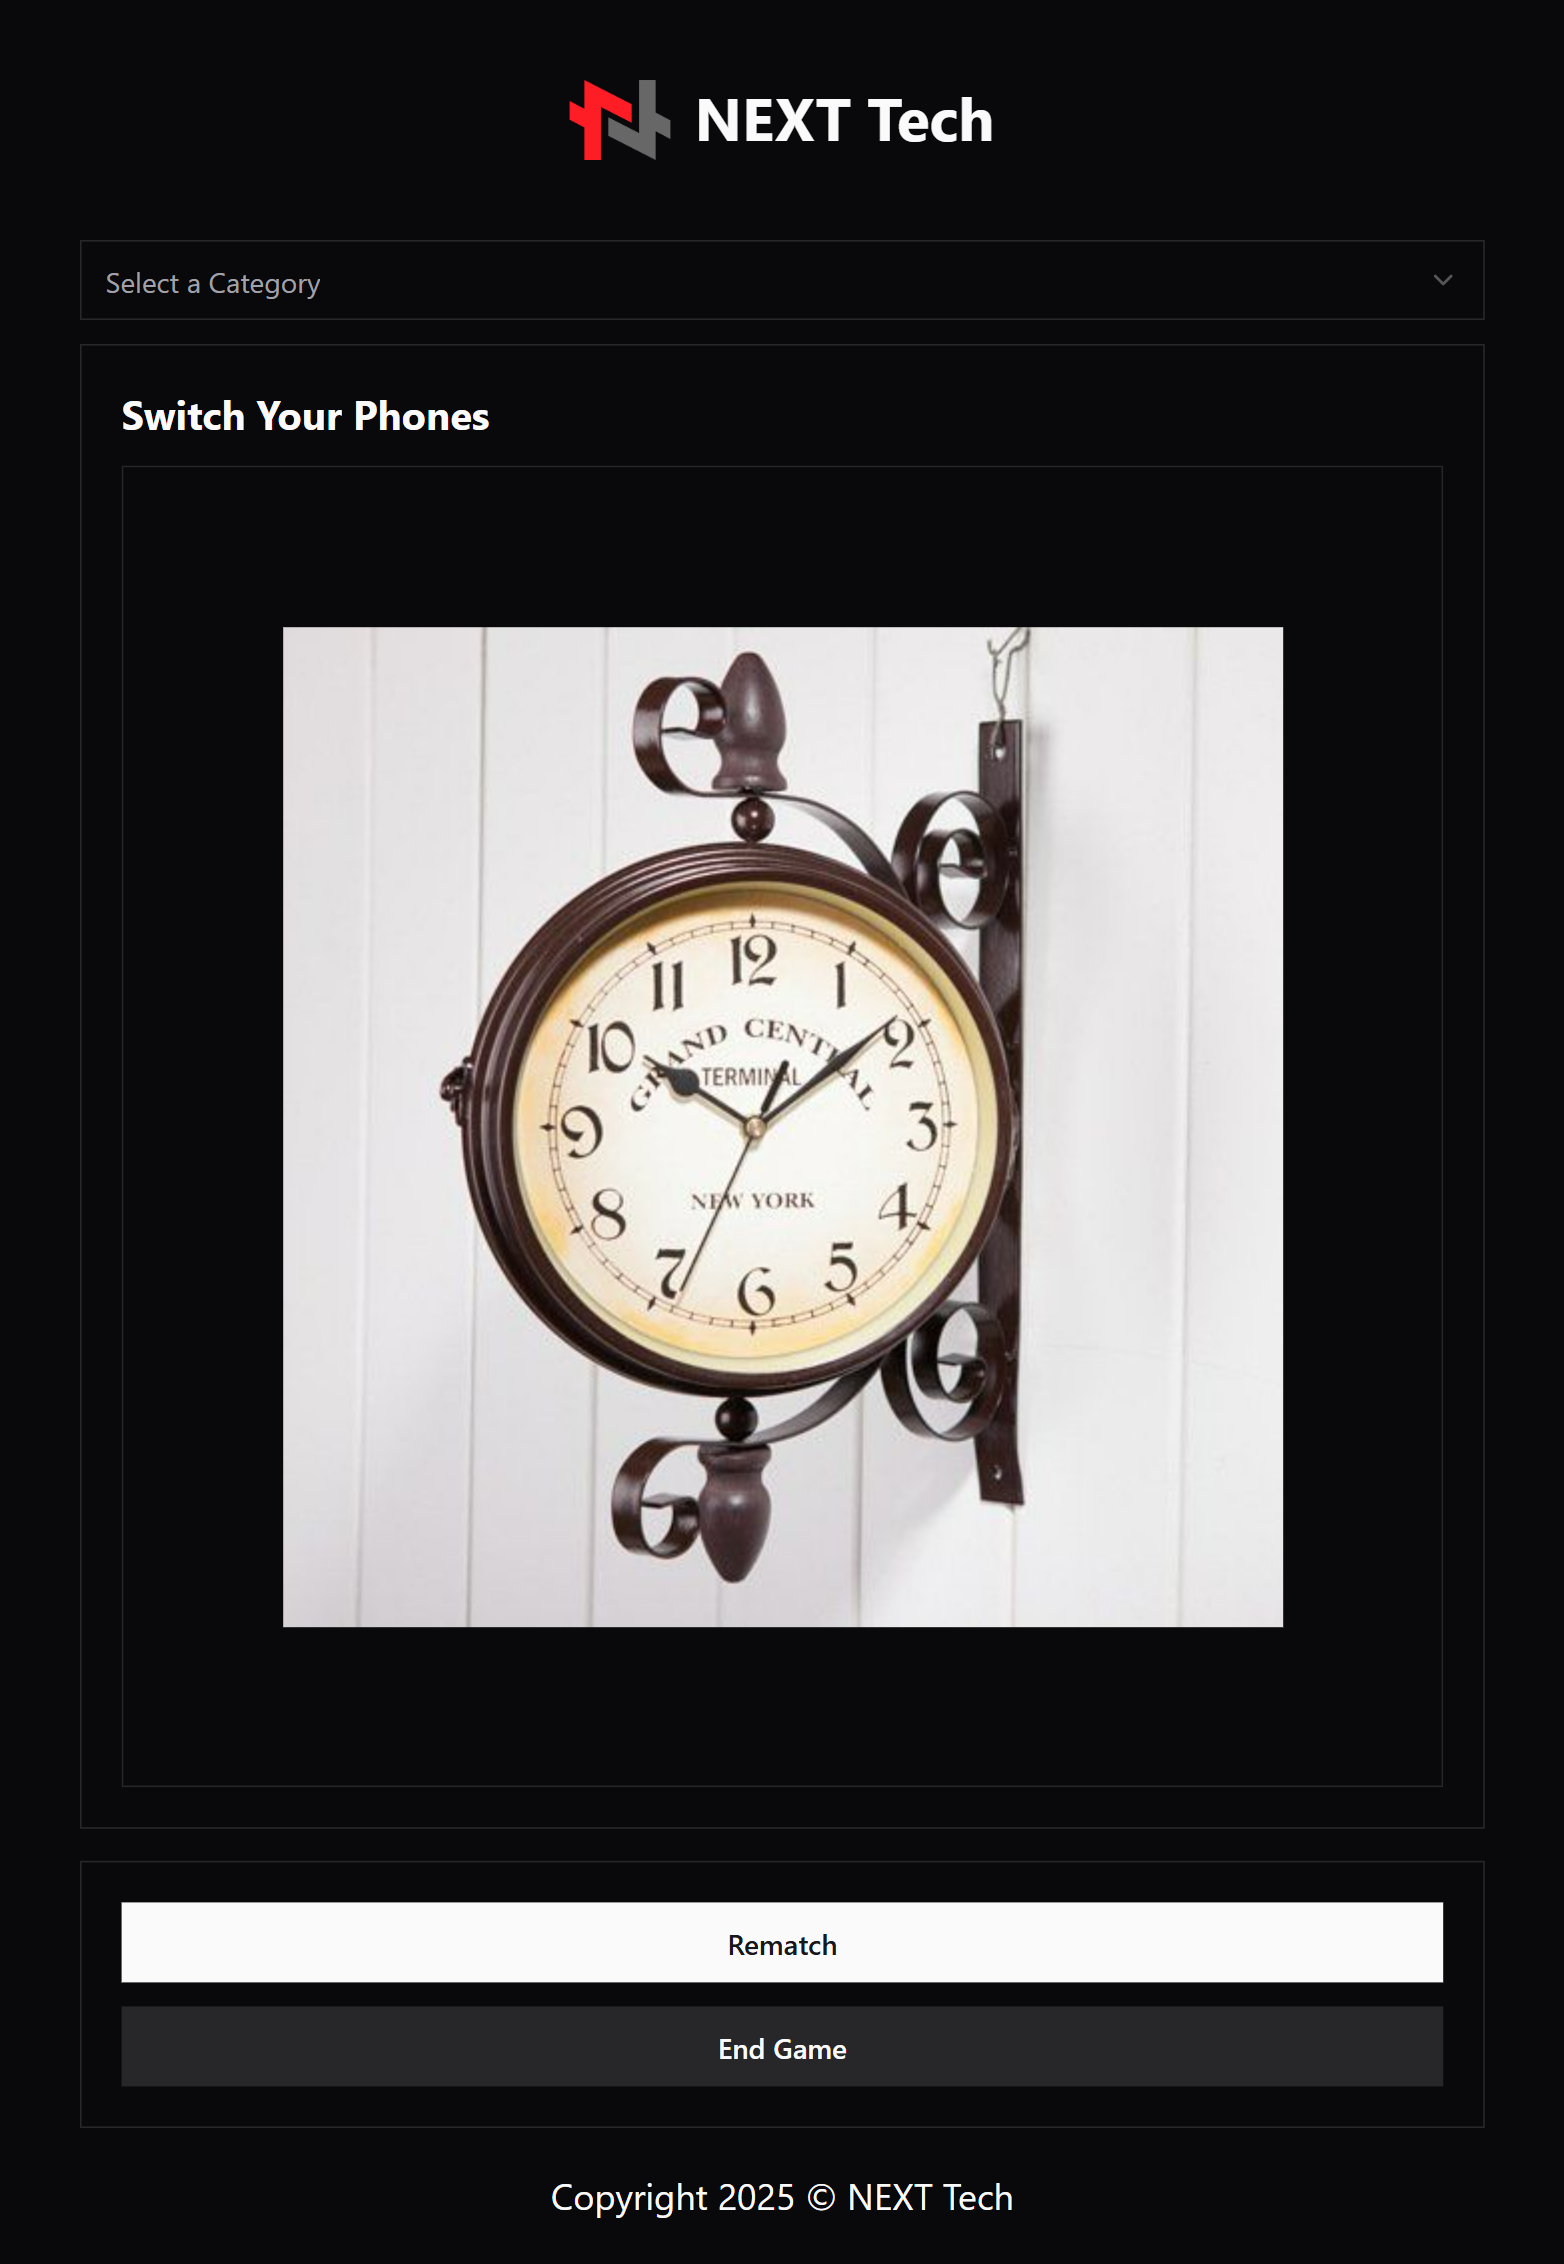 NEXT Tech
Select a Category
Switch Your Phones
12
11
1
10
2
GRAND CENTRAL
TERMINAL
9
3
NEW YORK
8
4
7
5
6
Rematch
End Game
Copyright 2025 © NEXT Tech